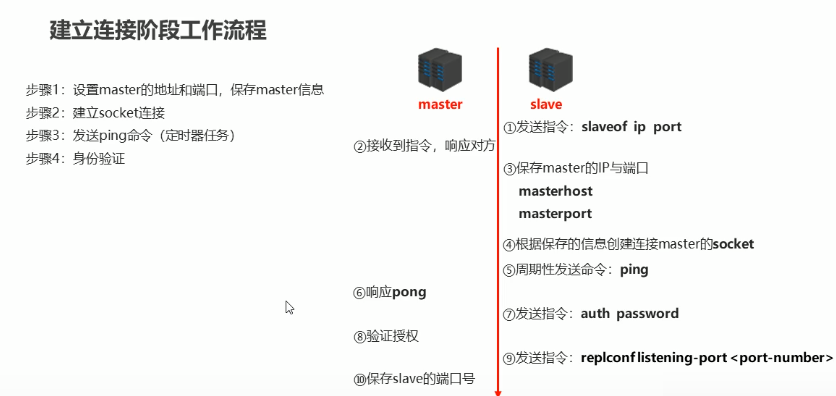 建立连接阶段工作流程
步骤1：设置master的地址和端口，保存master信息
步骤2：建立socket连接
步骤3：发送ping命令（定时器任务）
步骤4：身份验证
master
slave
①发送指令：slaveof ip port
②接收到指令，响应对方
③保存master的IP与端口
masterhost
masterport
④根据保存的信息创建连接master的socket
⑤周期性发送命令：ping
⑥响应pong
⑦发送指令：auth password
⑧验证授权
⑨发送指令：replconf listening-port <port-number>
⑩保存slave的端口号